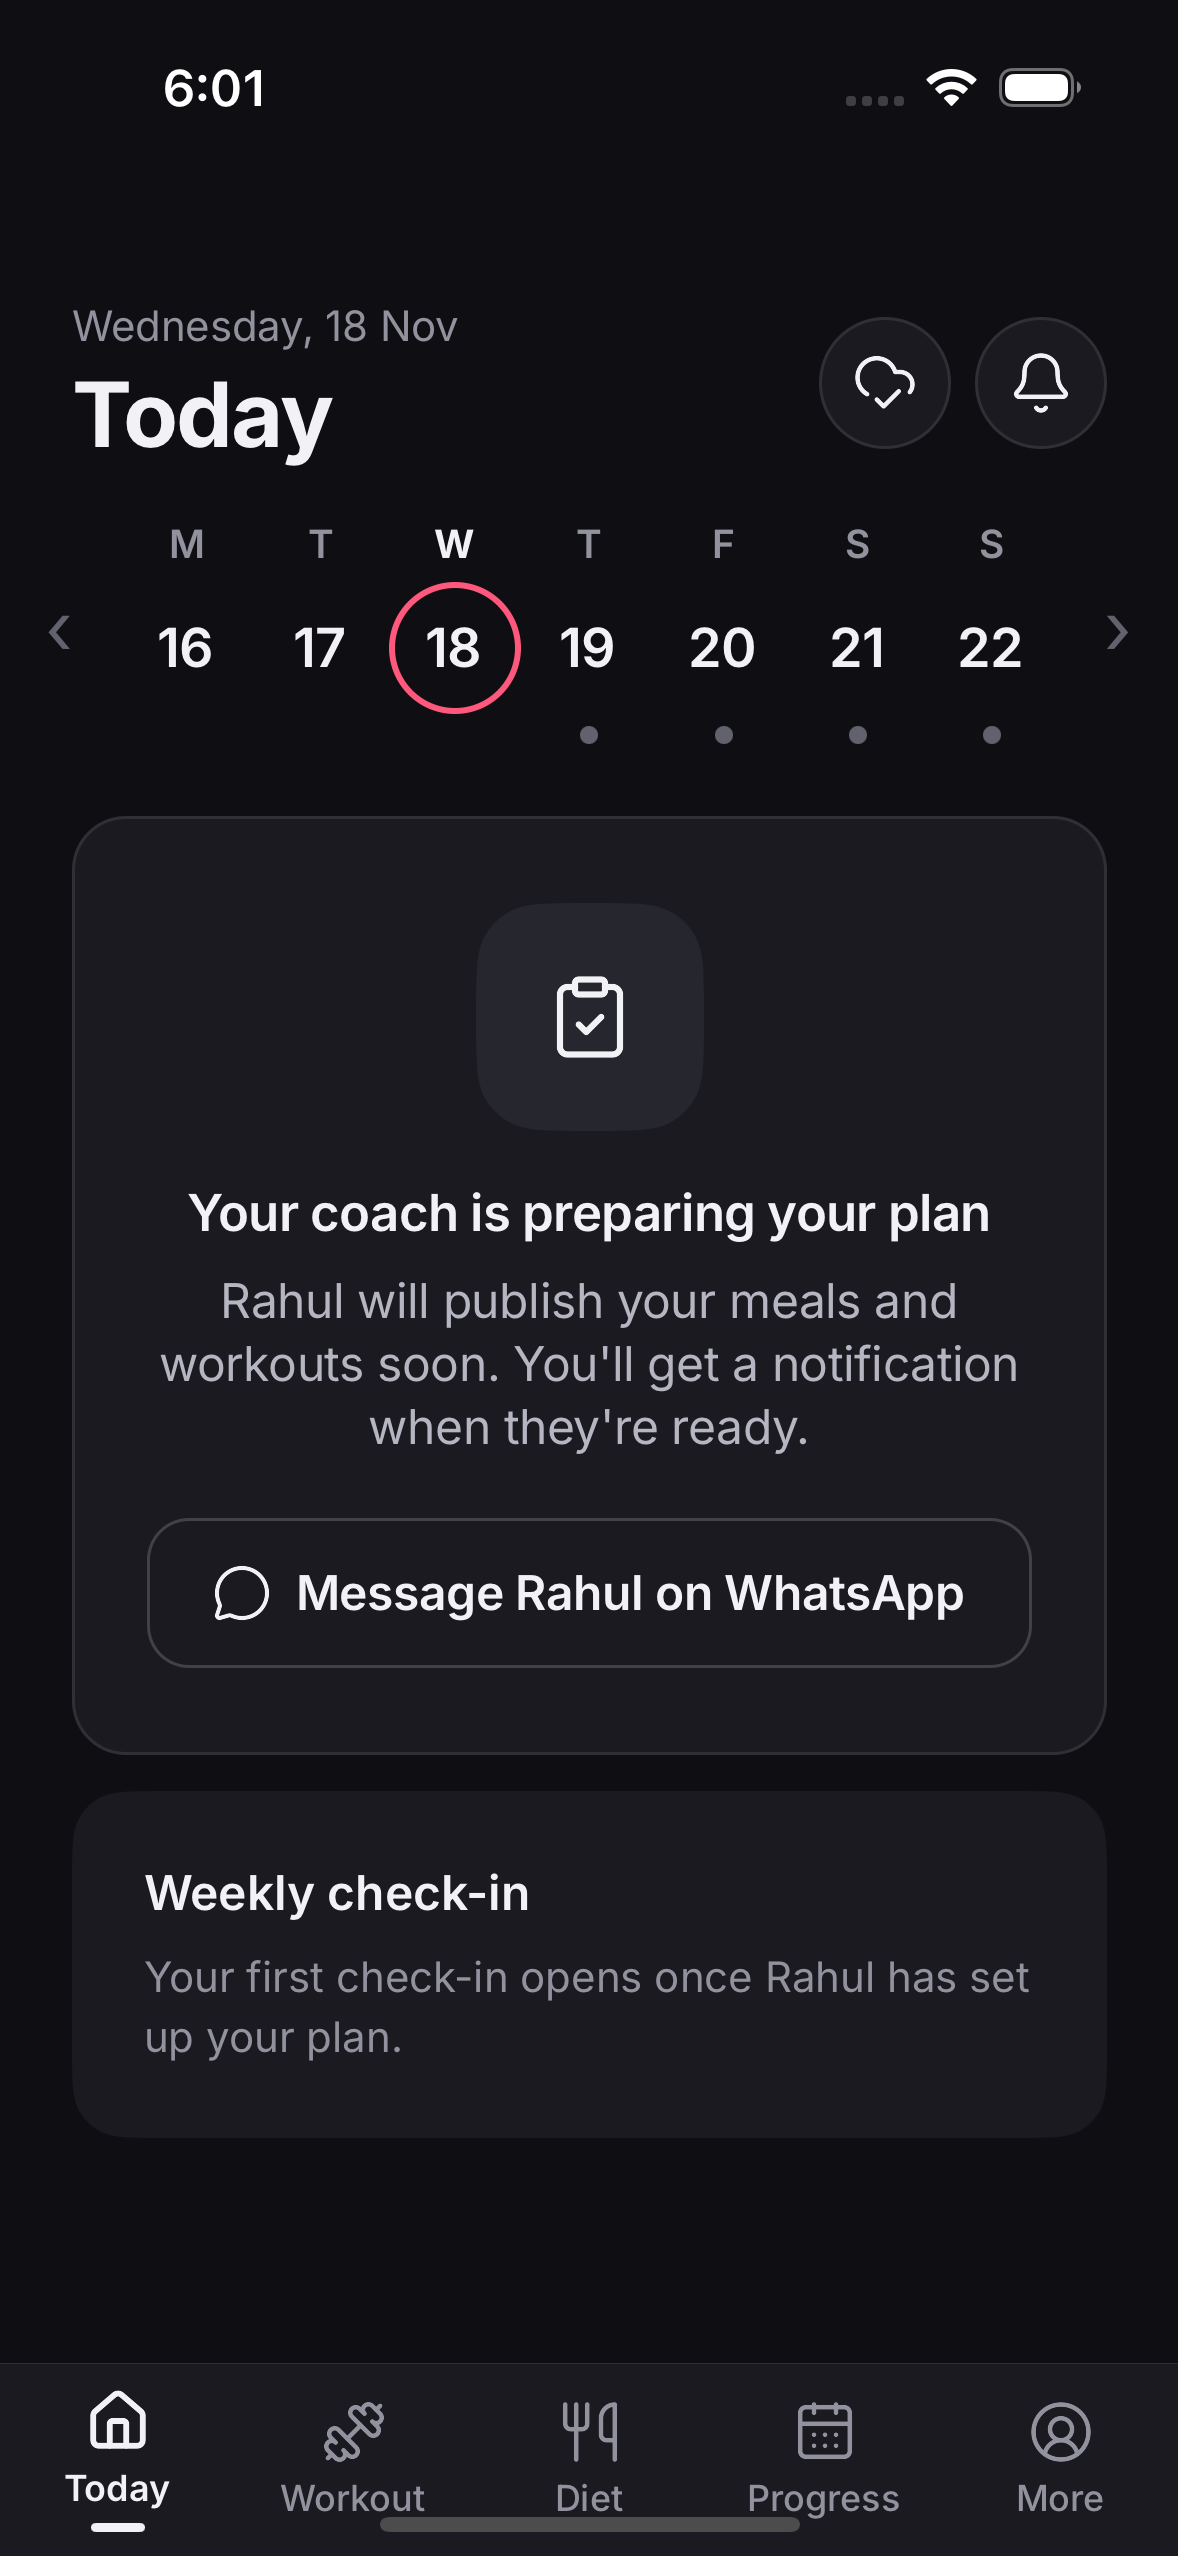 6:01
Wednesday, 18 Nov
Today
M T W T F S S
16 17 18 19 20 21 22
Your coach is preparing your plan
Rahul will publish your meals and
workouts soon. You'll get a notification
when they're ready.
Message Rahul on WhatsApp
Weekly check-in
Your first check-in opens once Rahul has set
up your plan.
Today Workout Diet Progress More